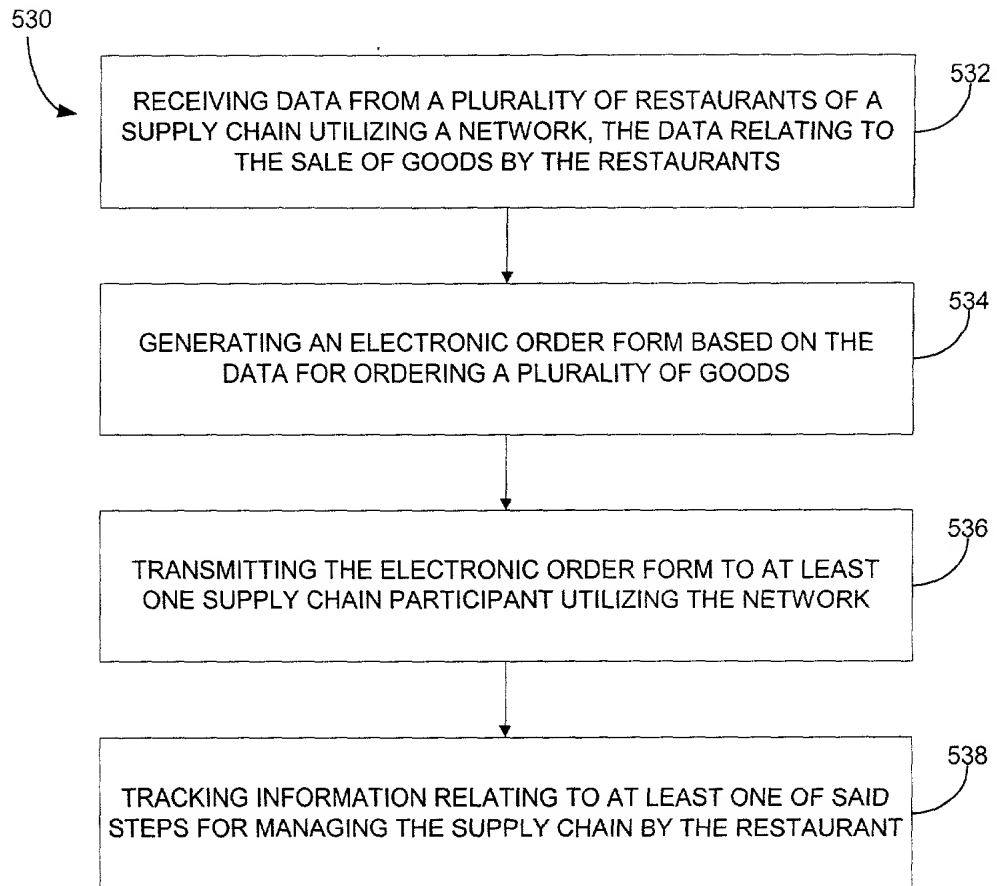 530
532
RECEIVING DATA FROM A PLURALITY OF RESTAURANTS OF A
SUPPLY CHAIN UTILIZING A NETWORK, THE DATA RELATING TO
THE SALE OF GOODS BY THE RESTAURANTS
534
GENERATING AN ELECTRONIC ORDER FORM BASED ON THE
DATA FOR ORDERING A PLURALITY OF GOODS
536
TRANSMITTING THE ELECTRONIC ORDER FORM TO AT LEAST
ONE SUPPLY CHAIN PARTICIPANT UTILIZING THE NETWORK
538
TRACKING INFORMATION RELATING TO AT LEAST ONE OF SAID
STEPS FOR MANAGING THE SUPPLY CHAIN BY THE RESTAURANT